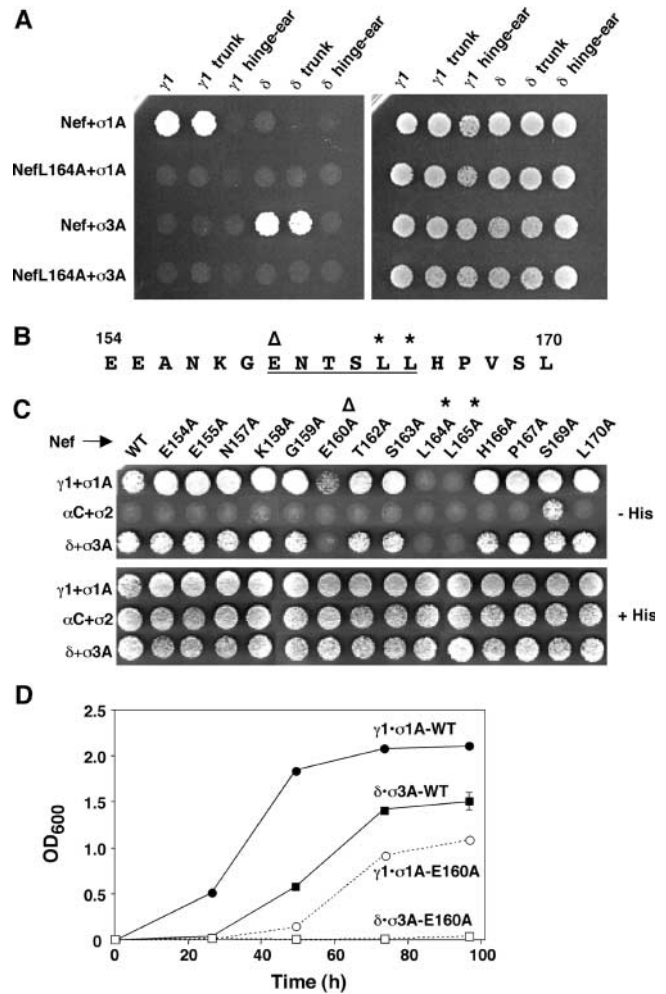 A
γ1 γ1 trunk γ1 hinge-ear δ δ trunk δ hinge-ear γ1 γ1 trunk γ1 hinge-ear δ δ trunk δ hinge-ear
Nef+σ1A
NefL164A+σ1A
Nef+σ3A
NefL164A+σ3A
B
154 Δ * * 170
E E A N K G E N T S L L H P V S L
C
Δ * *
Nef → WT E154A E155A N157A K158A G159A E160A T162A S163A L164A L165A H166A P167A S169A L170A
γ1+σ1A
αC+σ2 - His
δ+σ3A
γ1+σ1A
αC+σ2 + His
δ+σ3A
D
2.5
γ1•σ1A-WT
2.0
δ•σ3A-WT
1.5
1.0
γ1•σ1A-E160A
0.5
δ•σ3A-E160A
0
OD600
0 20 40 60 80 100
Time (h)